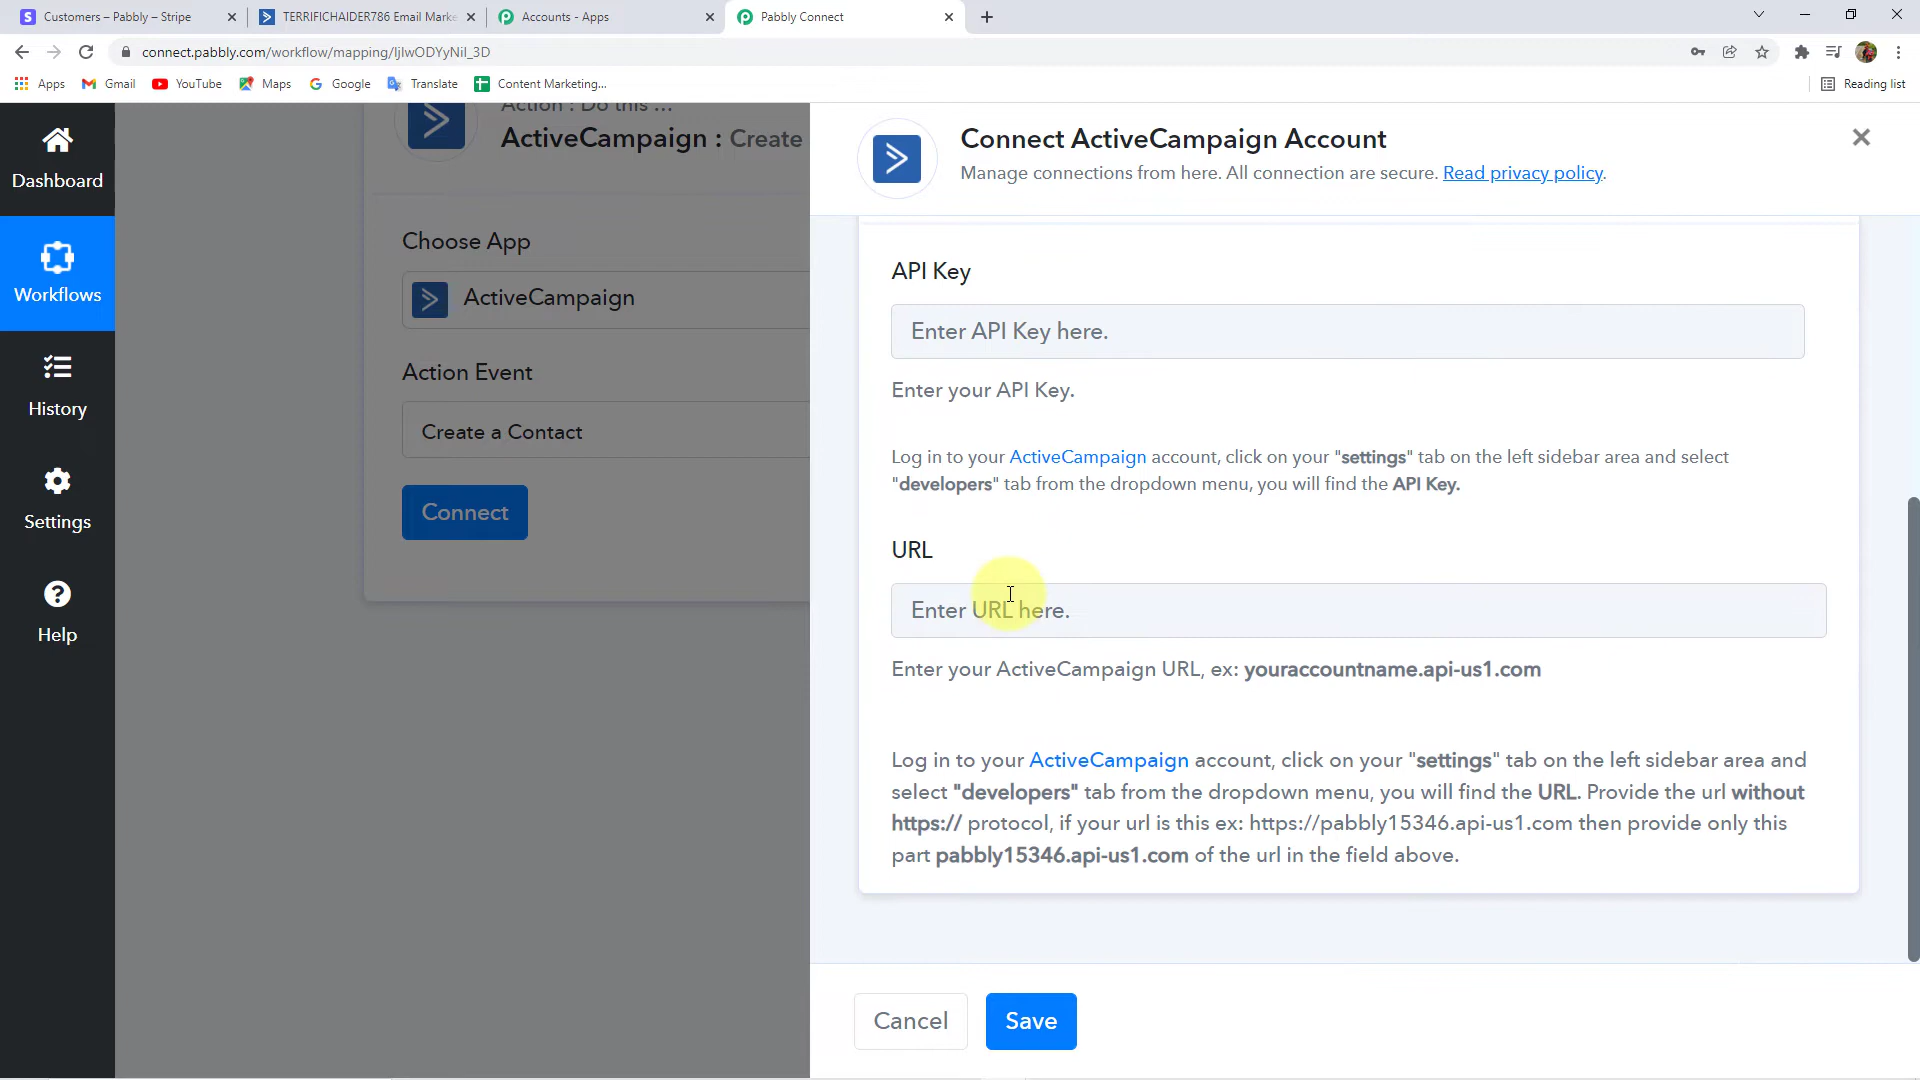 Customers – Pabbly – Stripe
TERRIFICHAIDER786 Email Marke
Accounts - Apps
Pabbly Connect
connect.pabbly.com/workflow/mapping/IjIwODYyNiI_3D
Apps
Gmail
YouTube
Maps
Google
Translate
Content Marketing...
Reading list
Dashboard
Workflows
History
Settings
Help
Action : Do this ...
ActiveCampaign : Create
Choose App
ActiveCampaign
Action Event
Create a Contact
Connect
Connect ActiveCampaign Account
Manage connections from here. All connection are secure. Read privacy policy.
API Key
Enter API Key here.
Enter your API Key.
Log in to your ActiveCampaign account, click on your "settings" tab on the left sidebar area and select
"developers" tab from the dropdown menu, you will find the API Key.
URL
Enter URL here.
Enter your ActiveCampaign URL, ex: youraccountname.api-us1.com
Log in to your ActiveCampaign account, click on your "settings" tab on the left sidebar area and
select "developers" tab from the dropdown menu, you will find the URL. Provide the url without
https:// protocol, if your url is this ex: https://pabbly15346.api-us1.com then provide only this
part pabbly15346.api-us1.com of the url in the field above.
Cancel
Save